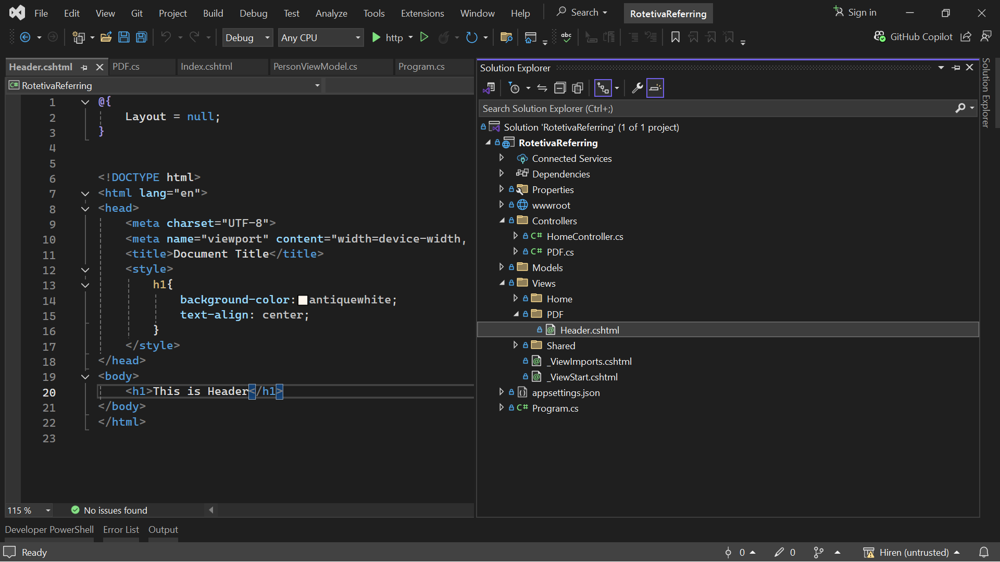 File Edit View Git Project Build Debug Test Analyze Tools Extensions Window Help Search RotetivaReferring Sign in
Debug Any CPU http abc GitHub Copilot
Header.cshtml PDF.cs Index.cshtml PersonViewModel.cs Program.cs
C# RotetivaReferring
1 @{
2 Layout = null;
3 }
4
5
6 <!DOCTYPE html>
7 <html lang="en">
8 <head>
9 <meta charset="UTF-8">
10 <meta name="viewport" content="width=device-width,
11 <title>Document Title</title>
12 <style>
13 h1{
14 background-color: antiquewhite;
15 text-align: center;
16 }
17 </style>
18 </head>
19 <body>
20 <h1>This is Header</h1>
21 </body>
22 </html>
23
115 % No issues found
Solution Explorer
Search Solution Explorer (Ctrl+;)
Solution 'RotetivaReferring' (1 of 1 project)
RotetivaReferring
Connected Services
Dependencies
Properties
wwwroot
Controllers
C# HomeController.cs
C# PDF.cs
Models
Views
Home
PDF
Header.cshtml
Shared
_ViewImports.cshtml
_ViewStart.cshtml
appsettings.json
C# Program.cs
Solution Explorer
Developer PowerShell Error List Output
Ready 0 0 Hiren (untrusted)